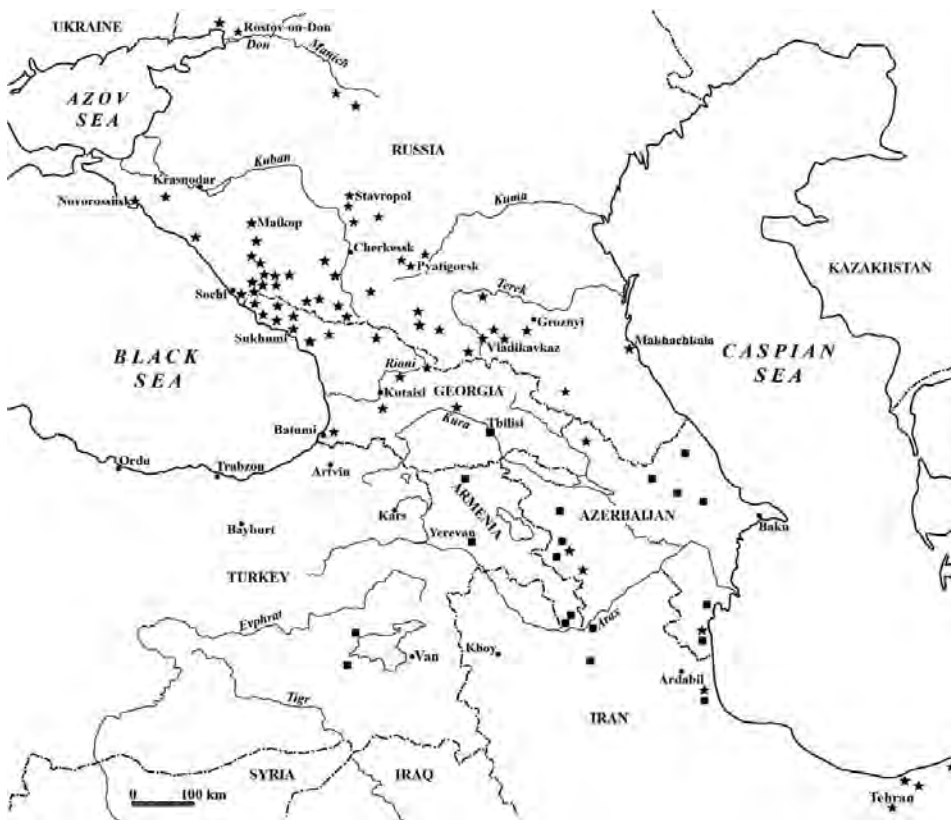 UKRAINE
Rostov-on-Don
Don
Manich
AZOV
SEA
RUSSIA
Krasnodar
Kuban
Stavropol
Novorossiisk
Maikop
Kuma
Cherkessk
Pyatigorsk
KAZAKHSTAN
Sochi
Terek
Groznyi
Sukhumi
Vladikavkaz
Makhachkala
BLACK
SEA
CASPIAN
SEA
Rioni
Kutaisi
GEORGIA
Kura
Tbilisi
Batumi
Ordu
Trabzon
Artvin
ARMENIA
Kars
Bayburt
Yerevan
AZERBAIJAN
Baku
TURKEY
Evphrat
Aras
Van
Khoy
Ardabil
Tigr
IRAN
SYRIA
IRAQ
0 100 km
Tehran